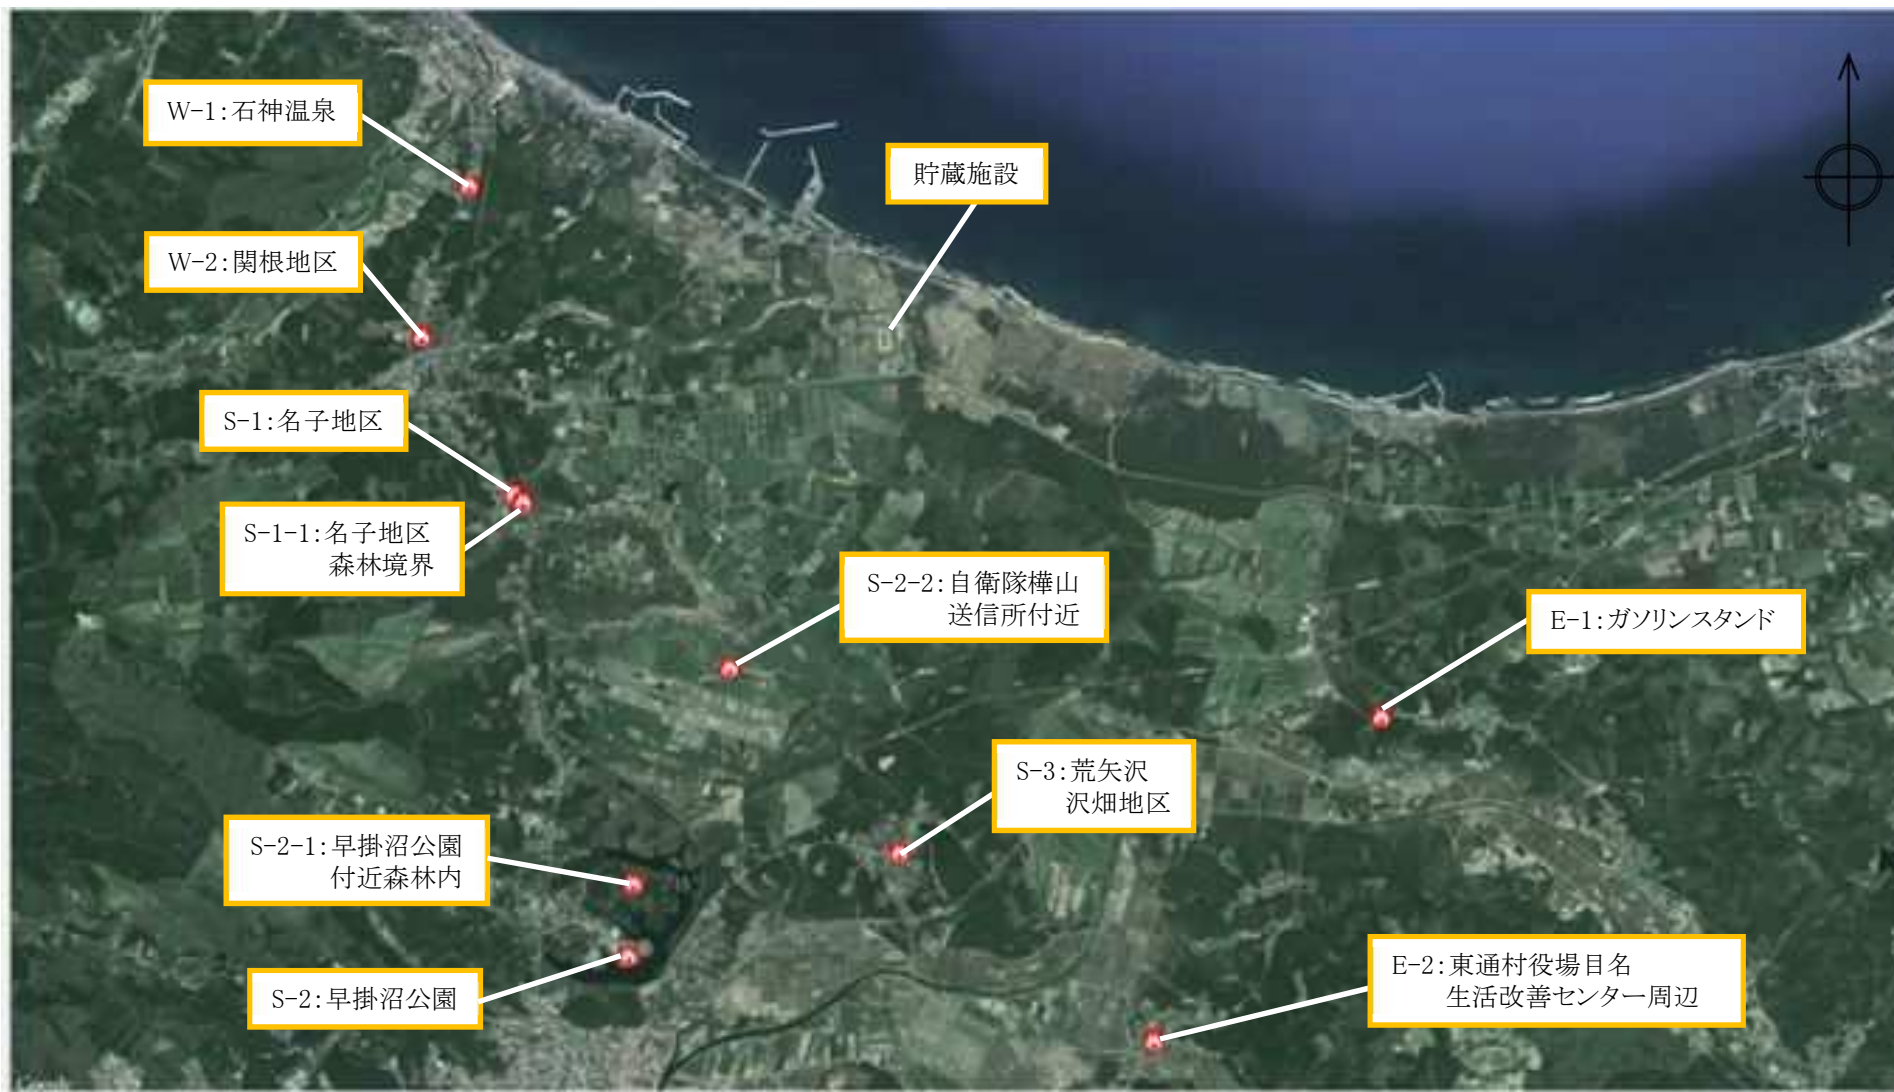 W-1:石神温泉
貯蔵施設
W-2:関根地区
S-1:名子地区
S-1-1:名子地区
森林境界
S-2-2:自衛隊樺山
送信所付近
E-1:ガソリンスタンド
S-3:荒矢沢
沢畑地区
S-2-1:早掛沼公園
付近森林内
S-2:早掛沼公園
E-2:東通村役場目名
生活改善センター周辺